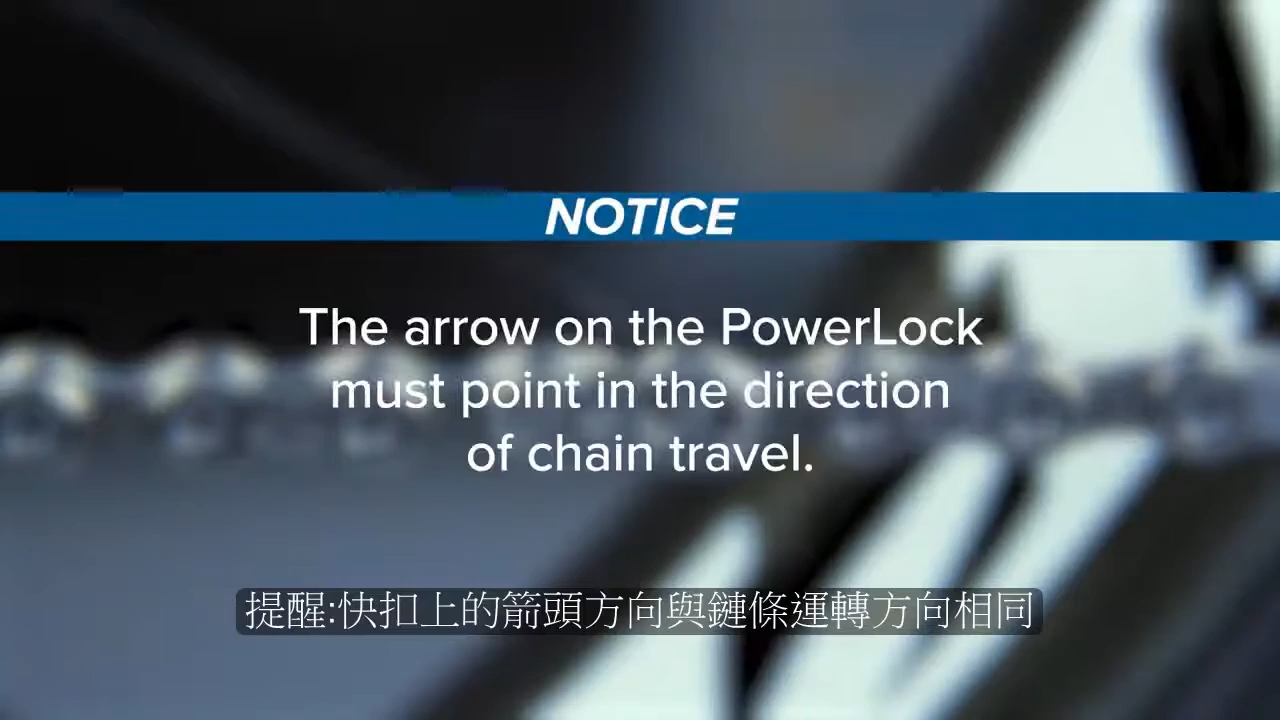 NOTICE
The arrow on the PowerLock
must point in the direction
of chain travel.
提醒:快扣上的箭頭方向與鏈條運轉方向相同